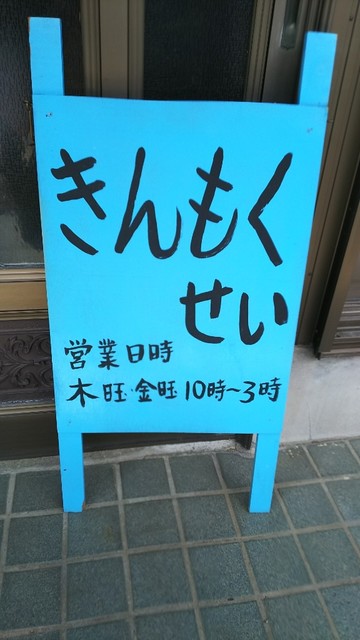 きんもく
せい
営業日時
木旺・金旺 10時〜3時